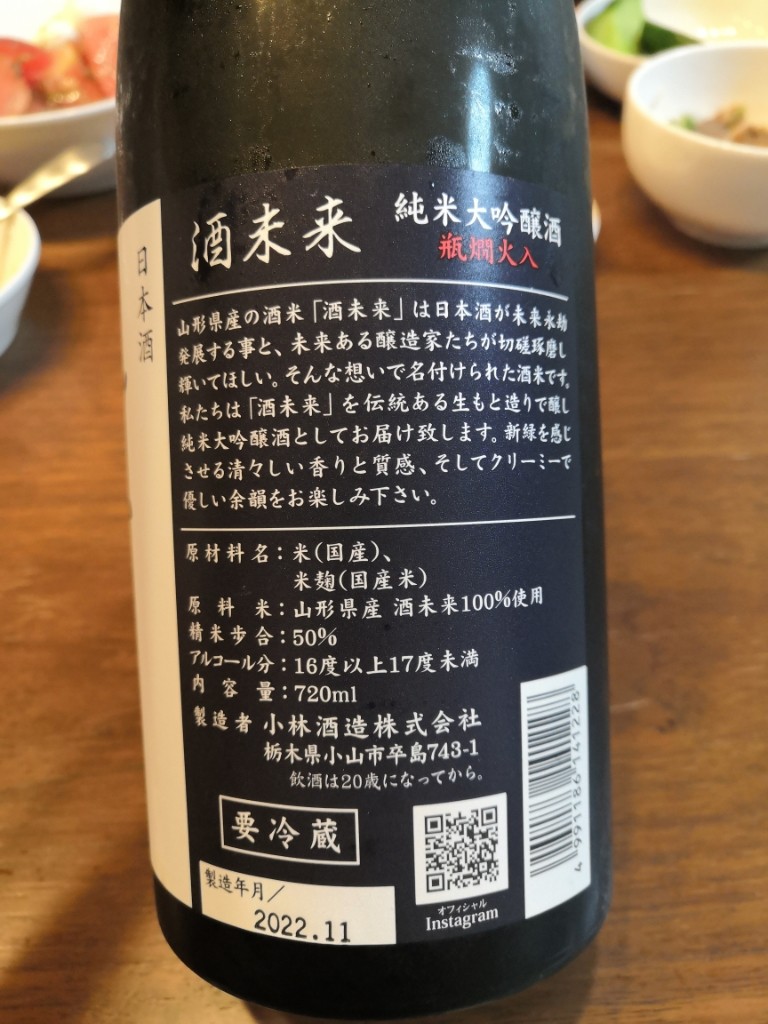 日本酒
酒未来
純米大吟醸酒
瓶燗火入
山形県産の酒米「酒未来」は日本酒が未来永劫
発展する事と、未来ある醸造家たちが切磋琢磨し
輝いてほしい。そんな想いで名付けられた酒米です。
私たちは「酒未来」を伝統ある生もと造りで醸し
純米大吟醸酒としてお届け致します。新緑を感じ
させる清々しい香りと質感、そしてクリーミーで
優しい余韻をお楽しみ下さい。
原材料名：米(国産)、
米麹(国産米)
原料米：山形県産 酒未来100%使用
精米歩合：50%
アルコール分：16度以上17度未満
内容量：720ml
製造者 小林酒造株式会社
栃木県小山市卒島743-1
飲酒は20歳になってから。
要冷蔵
製造年月／
2022.11
オフィシャル
Instagram
4991186141228